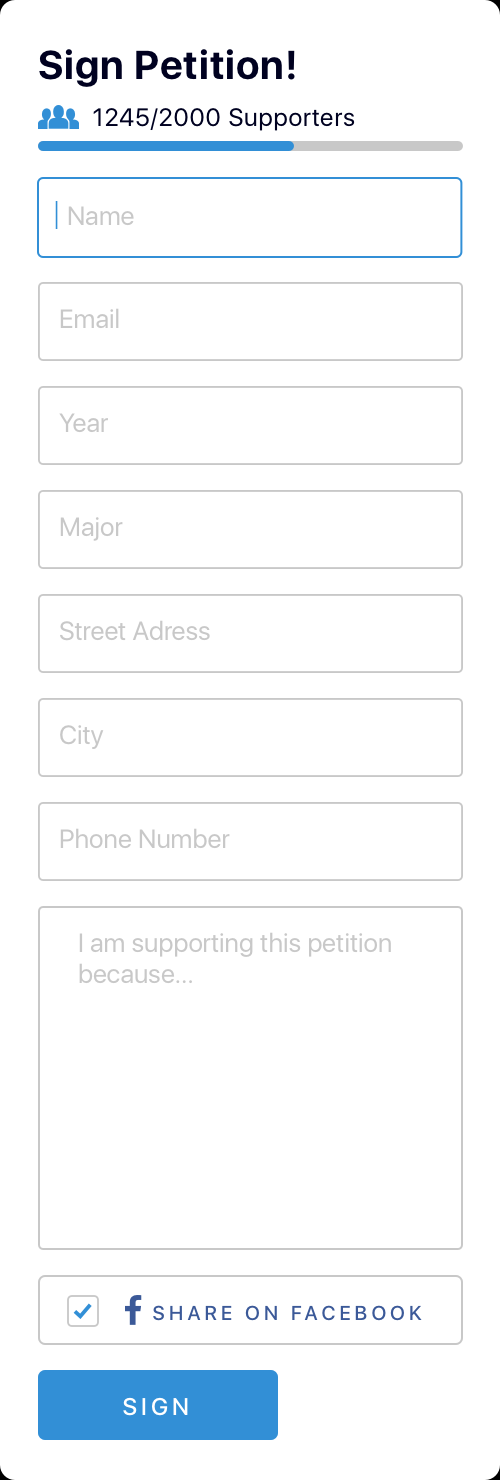 Sign Petition!
1245/2000 Supporters
Name
Email
Year
Major
Street Adress
City
Phone Number
I am supporting this petition
because...
f SHARE ON FACEBOOK
SIGN